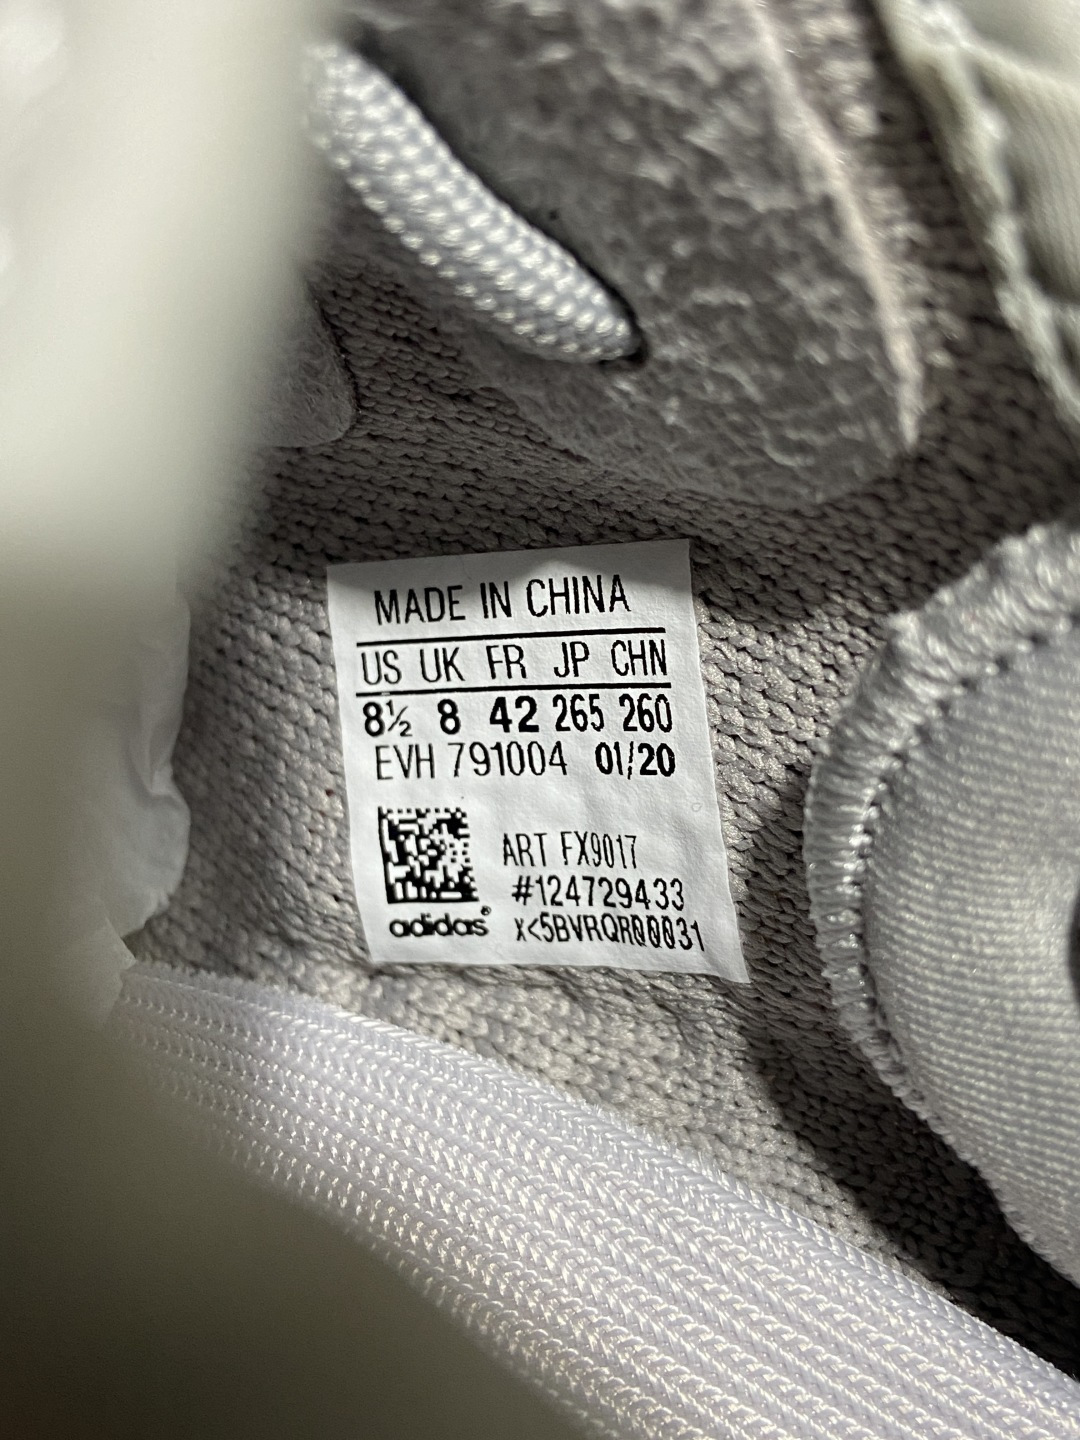 MADE IN CHINA
US UK FR JP CHN
8½ 8 42 265 260
EVH 791004 01/20
ART FX9017
#124729433
x<5BVRQR00031
adidas®